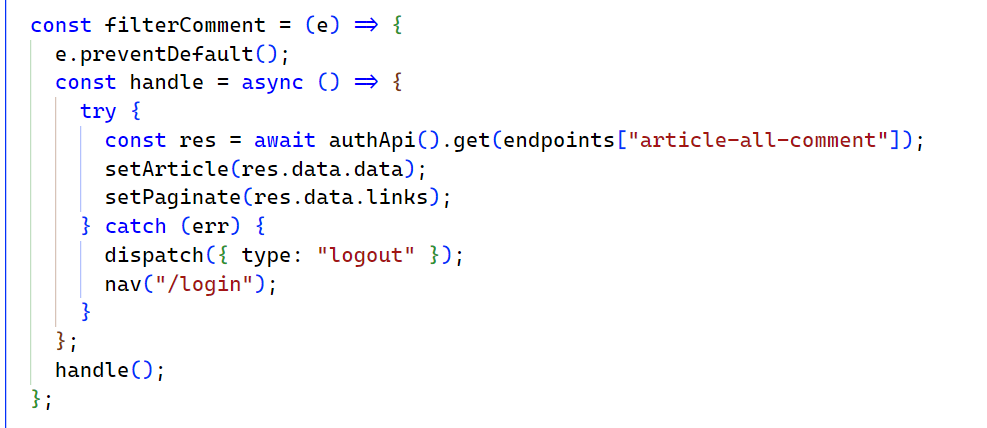 const filterComment = (e) => {
e.preventDefault();
const handle = async () => {
try {
const res = await authApi().get(endpoints["article-all-comment"]);
setArticle(res.data.data);
setPaginate(res.data.links);
} catch (err) {
dispatch({ type: "logout" });
nav("/login");
}
};
handle();
};